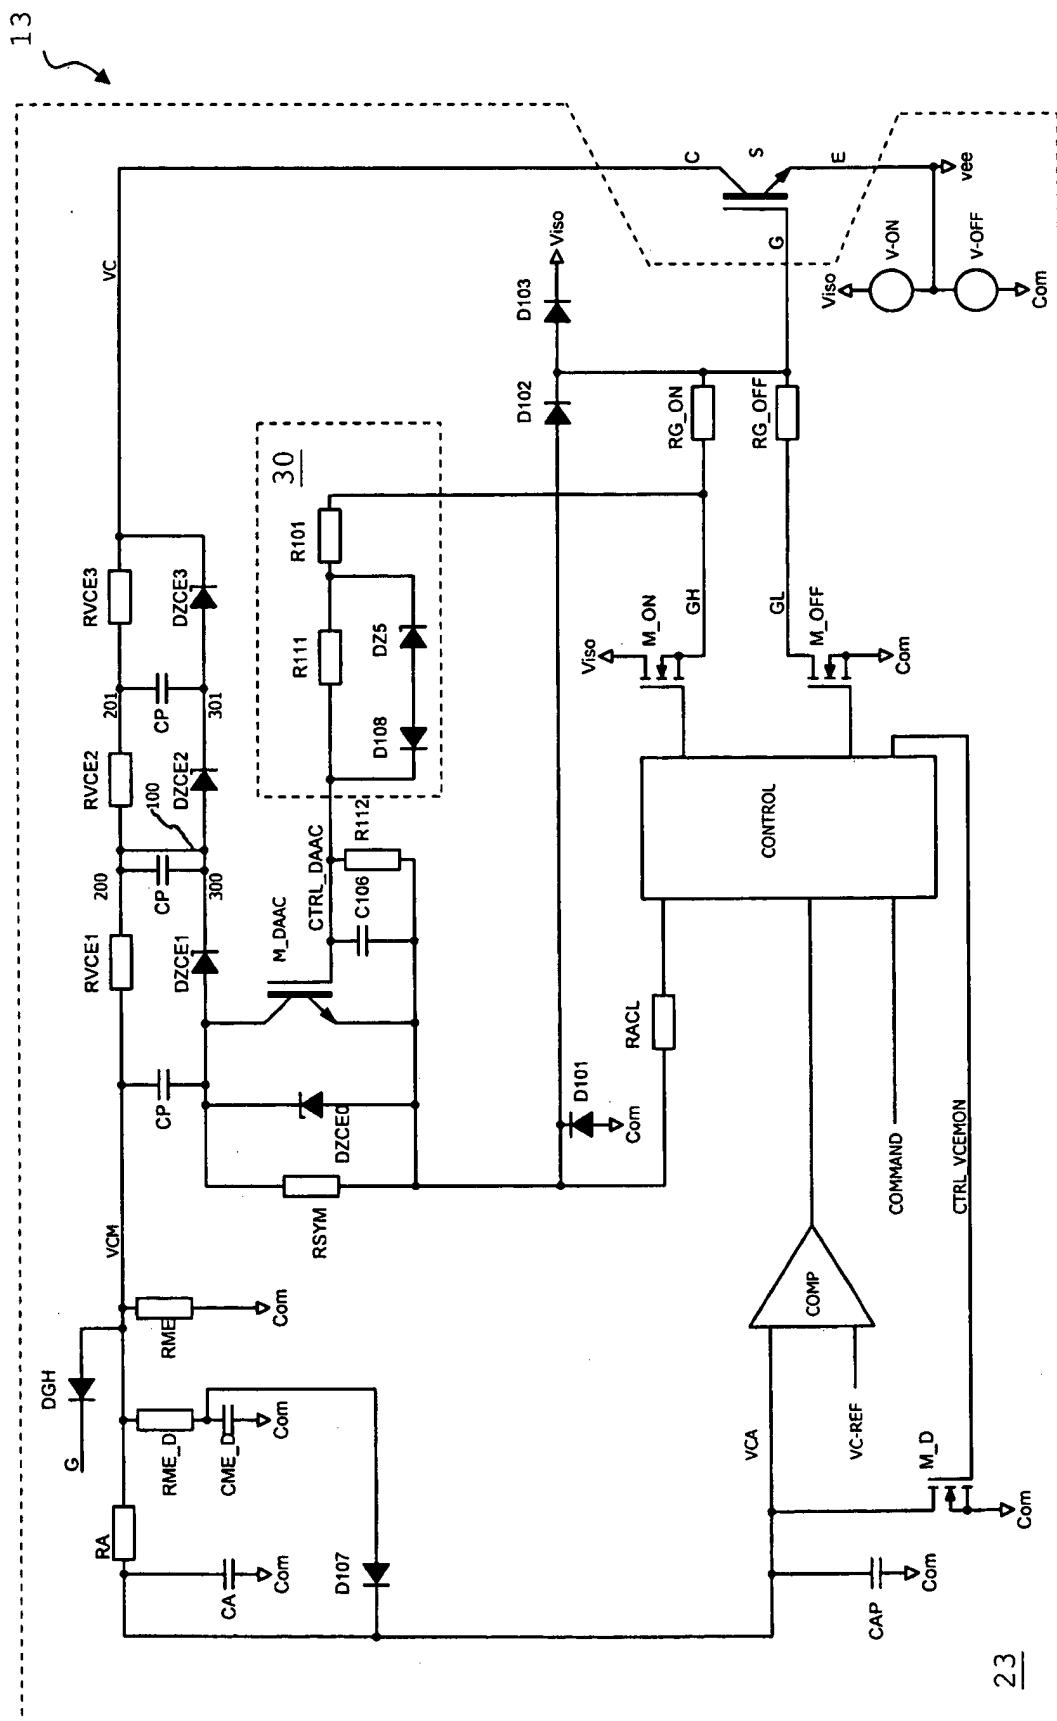 13
VC
C
S
E
G
vee
Viso
V-ON
V-OFF
Com
Viso
D103
D102
RG_ON
RG_OFF
30
R101
R111
DZ5
D108
GH
GL
M_ON
M_OFF
Viso
Com
RVCE3
DZCE3
201
CP
301
RVCE2
DZCE2
100
200
CP
300
RVCE1
DZCE1
R112
CTRL_DAAC
C106
M_DAAC
CONTROL
CP
DZCE0
RSYM
RACL
D101
Com
COMMAND
CTRL_VCEMON
VCM
COMP
DGH
G
RME
Com
RME_D
CME_D
Com
RA
CA
Com
D107
VCA
VC-REF
M_D
Com
CAP
Com
23